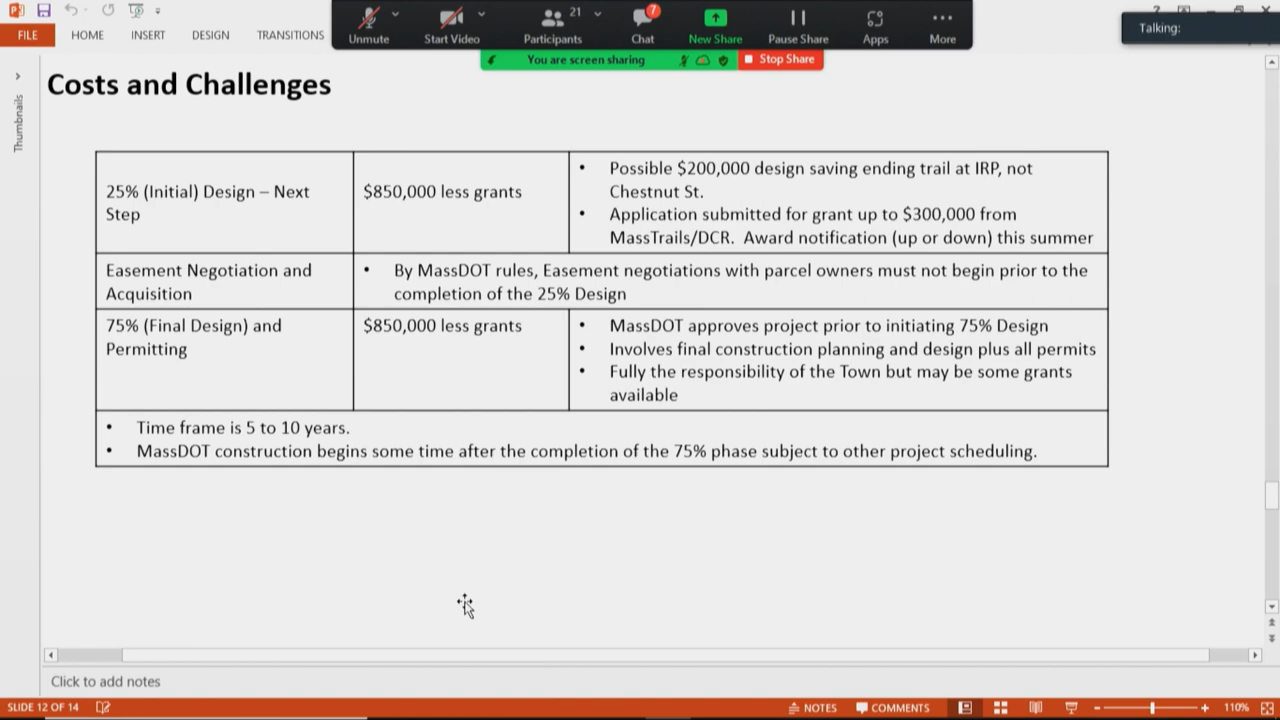 Unmute
Start Video
21
Participants
7
Chat
New Share
Pause Share
Apps
More
Talking:
FILE
HOME
INSERT
DESIGN
TRANSITIONS
You are screen sharing
Stop Share
Thumbnails
Costs and Challenges
25% (Initial) Design – Next
Step
$850,000 less grants
• Possible $200,000 design saving ending trail at IRP, not
Chestnut St.
• Application submitted for grant up to $300,000 from
MassTrails/DCR. Award notification (up or down) this summer
Easement Negotiation and
Acquisition
• By MassDOT rules, Easement negotiations with parcel owners must not begin prior to the
completion of the 25% Design
75% (Final Design) and
Permitting
$850,000 less grants
• MassDOT approves project prior to initiating 75% Design
• Involves final construction planning and design plus all permits
• Fully the responsibility of the Town but may be some grants
available
• Time frame is 5 to 10 years.
• MassDOT construction begins some time after the completion of the 75% phase subject to other project scheduling.
Click to add notes
SLIDE 12 OF 14
NOTES
COMMENTS
110%